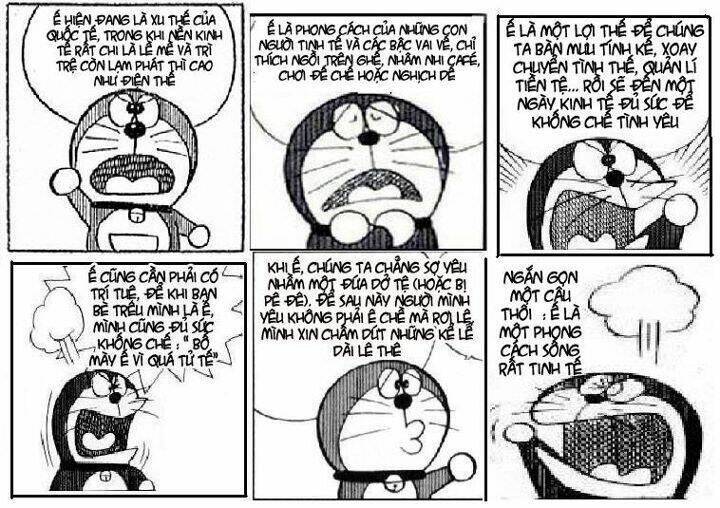 Ế HIỆN ĐANG LÀ XU THẾ CỦA
QUỐC TẾ, TRONG KHI NỀN KINH
TẾ RẤT CHI LÀ LỀ MỀ VÀ TRÌ
TRỆ CÒN LẠM PHÁT THÌ CAO
NHƯ ĐIỆN THẾ
Ế LÀ PHONG CÁCH CỦA NHỮNG CON
NGƯỜI TINH TẾ VÀ CÁC BẬC VAI VẾ, CHỈ
THÍCH NGỒI TRÊN GHẾ, NHÂM NHI CAFÉ,
CHƠI ĐẾ CHẾ HOẶC NGHỊCH DẾ
Ế LÀ MỘT LỢI THẾ ĐỂ CHÚNG
TA BÀN MƯU TÍNH KẾ, XOAY
CHUYỂN TÌNH THẾ, QUẢN LÍ
TIỀN TỆ... RỒI SẼ ĐẾN MỘT
NGÀY KINH TẾ ĐỦ SỨC ĐỂ
KHỐNG CHẾ TÌNH YÊU
Ế CŨNG CẦN PHẢI CÓ
TRÍ TUỆ, ĐỂ KHI BẠN
BÈ TRÊU MÌNH LÀ Ế,
MÌNH CŨNG ĐỦ SỨC
KHỐNG CHẾ : " BỐ
MÀY Ế VÌ QUÁ TỬ TẾ"
KHI Ế, CHÚNG TA CHẲNG SỢ YÊU
NHẦM MỘT ĐỨA DỞ TỆ (HOẶC BỊ
PÊ ĐÊ). ĐỂ SAU NÀY NGƯỜI MÌNH
YÊU KHÔNG PHẢI Ê CHỀ MÀ RƠI LỆ,
MÌNH XIN CHẤM DỨT NHỮNG KỂ LỂ
DÀI LÊ THÊ
NGẮN GỌN
MỘT CÂU
THÔI : Ế LÀ
MỘT PHONG
CÁCH SỐNG
RẤT TINH TẾ